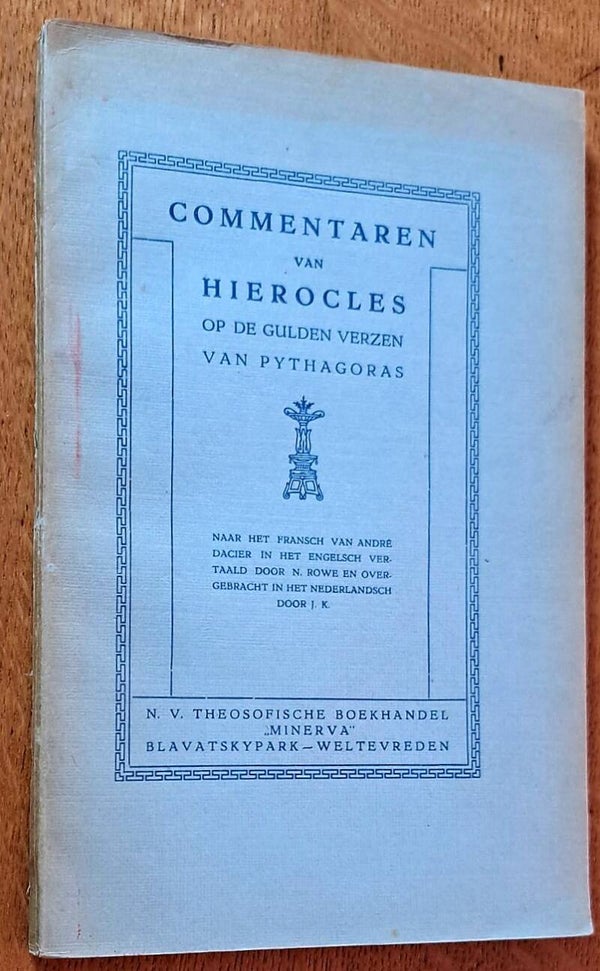 COMMENTAREN
VAN
HIEROCLES
OP DE GULDEN VERZEN
VAN PYTHAGORAS
NAAR HET FRANSCH VAN ANDRÉ
DACIER IN HET ENGELSCH VER-
TAALD DOOR N. ROWE EN OVER-
GEBRACHT IN HET NEDERLANDSCH
DOOR J. K.
N. V. THEOSOFISCHE BOEKHANDEL
„MINERVA"
BLAVATSKYPARK — WELTEVREDEN